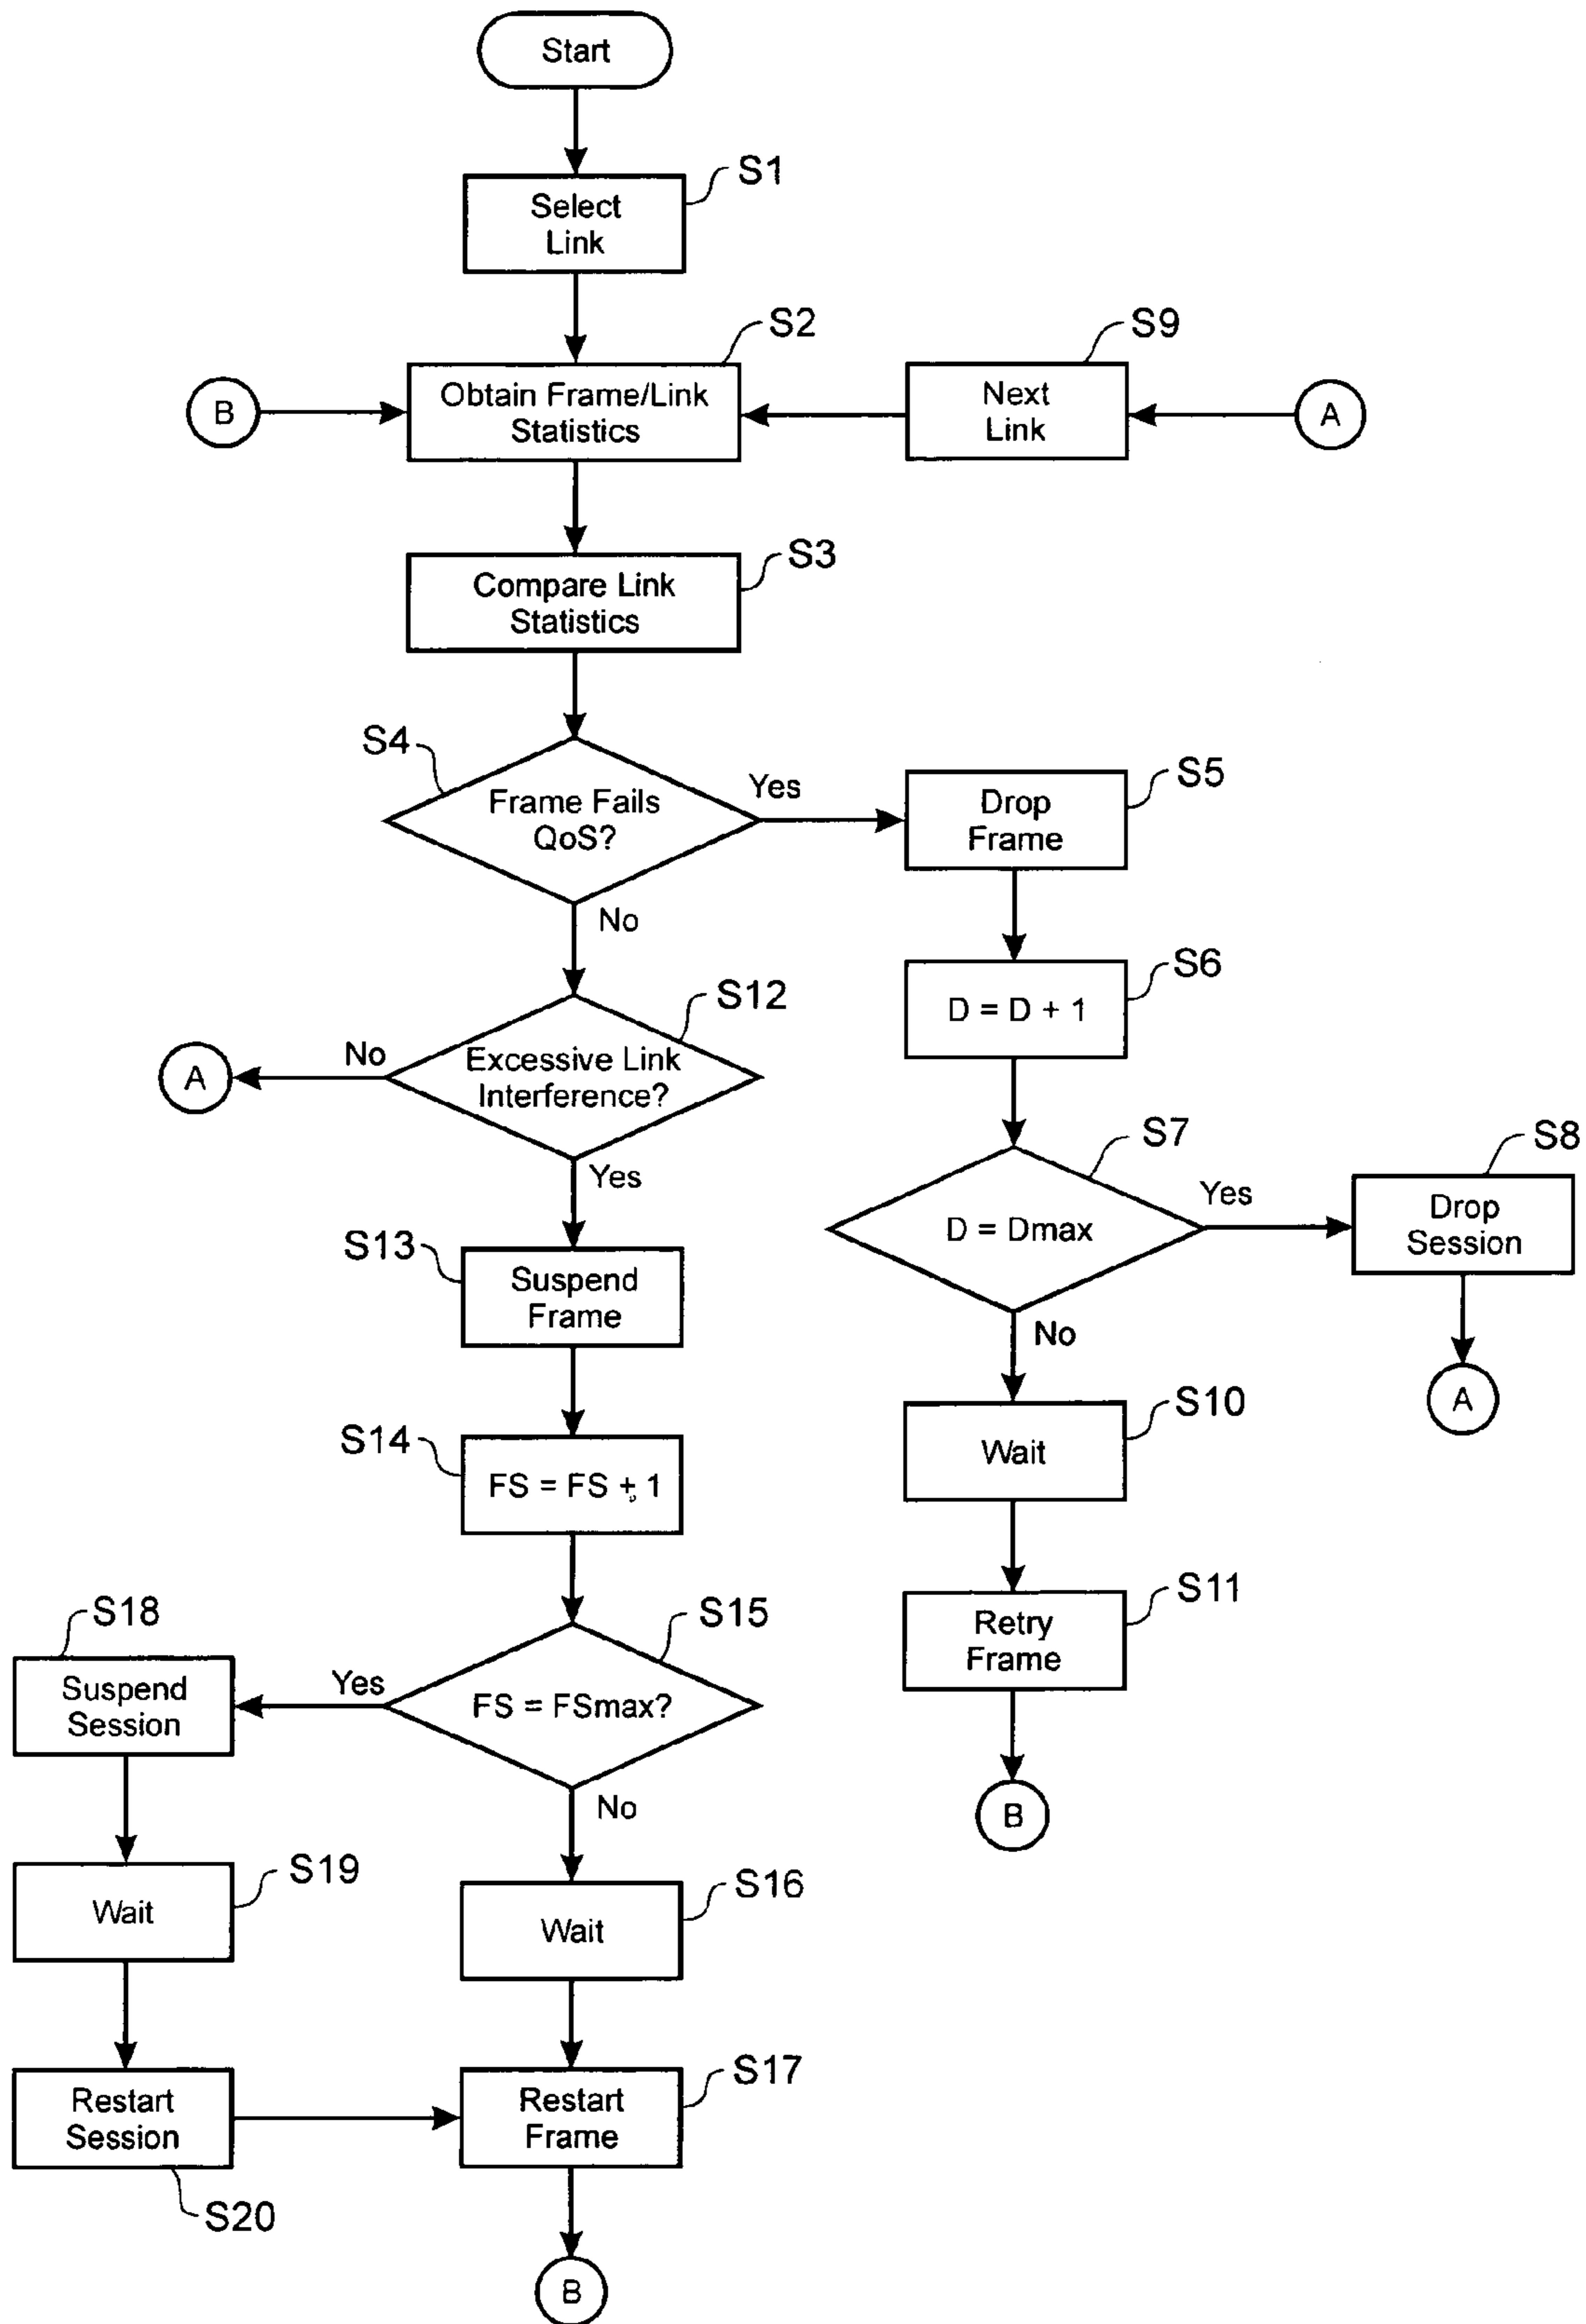 Start
S1
Select
Link
S2
S9
B
Obtain Frame/Link
Statistics
Next
Link
A
S3
Compare Link
Statistics
S4
Frame Fails
QoS?
Yes
S5
Drop
Frame
No
S6
D = D + 1
S12
No
A
Excessive Link
Interference?
Yes
S7
D = Dmax
Yes
S8
Drop
Session
A
No
S13
Suspend
Frame
S10
Wait
S14
FS = FS + 1
S11
Retry
Frame
B
S15
FS = FSmax?
Yes
S18
Suspend
Session
No
S19
Wait
S16
Wait
S20
Restart
Session
S17
Restart
Frame
B